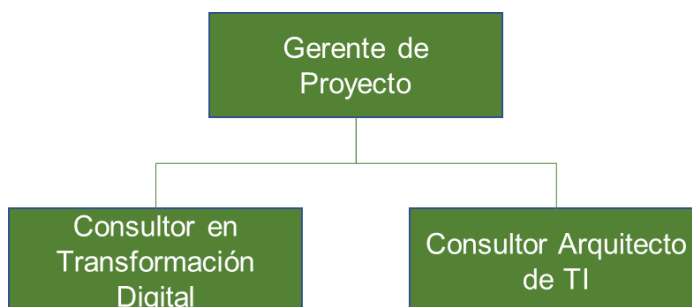 Gerente de
Proyecto
Consultor en
Transformación
Digital
Consultor Arquitecto
de TI